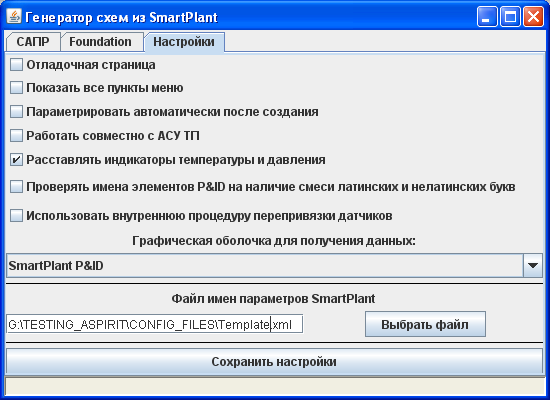 Генератор схем из SmartPlant
САПР Foundation Настройки
Отладочная страница
Показать все пункты меню
Параметрировать автоматически после создания
Работать совместно с АСУ ТП
Расставлять индикаторы температуры и давления
Проверять имена элементов P&ID на наличие смеси латинских и нелатинских букв
Использовать внутреннюю процедуру перепривязки датчиков
Графическая оболочка для получения данных:
SmartPlant P&ID
Файл имен параметров SmartPlant
G:\TESTING_ASPIRIT\CONFIG_FILES\Template.xml Выбрать файл
Сохранить настройки